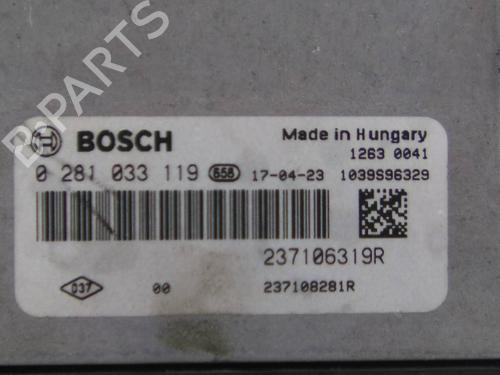 B-PARTS
BOSCH
Made in Hungary
1263 0041
0 281 033 119 658 17-04-23 1039S96329
237106319R
037 00 237108281R